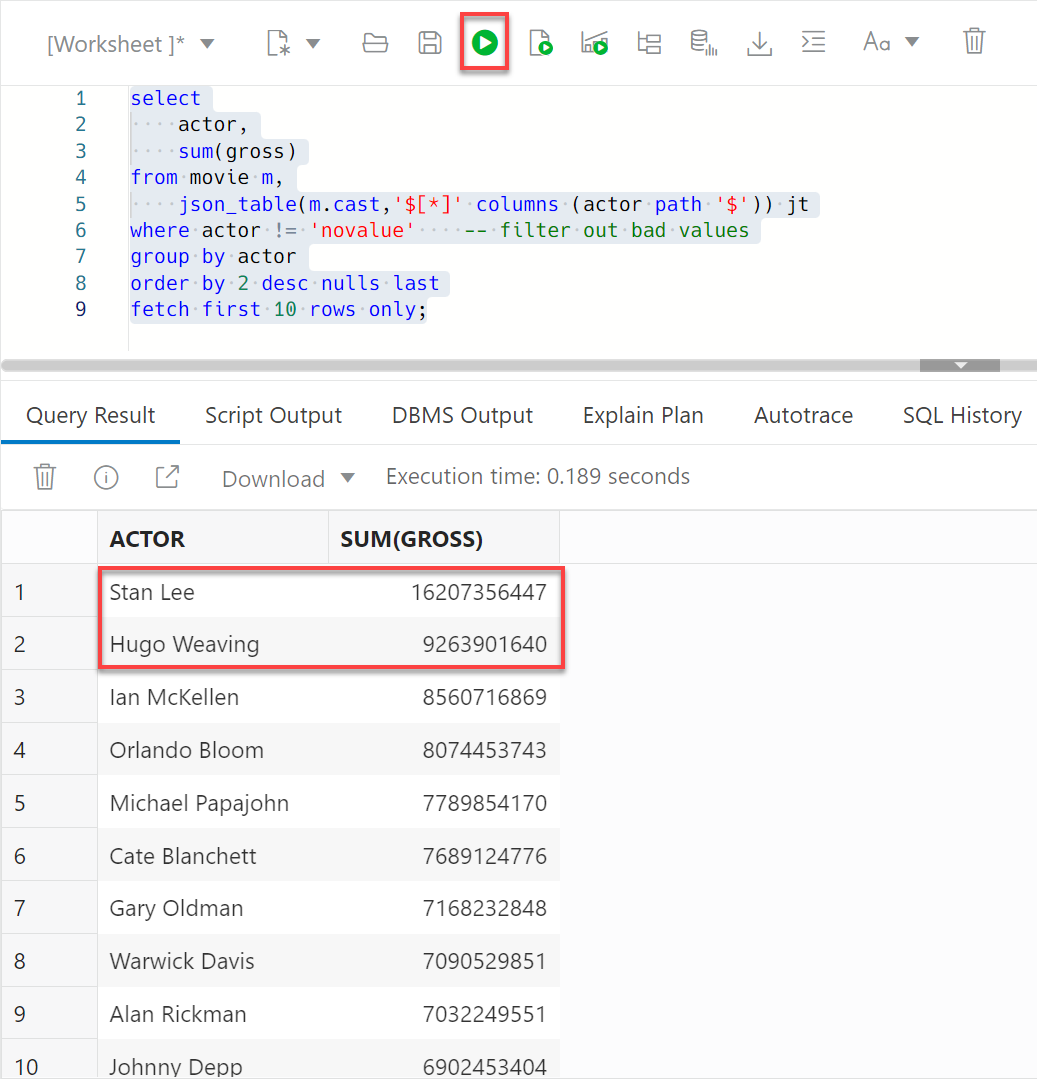 [Worksheet ]* Aa
1 select
2 ····actor,
3 ····sum(gross)
4 from·movie·m,
5 ····json_table(m.cast,'$[*]'·columns·(actor·path·'$'))·jt
6 where·actor·!=·'novalue'····--·filter·out·bad·values
7 group·by·actor
8 order·by·2·desc·nulls·last
9 fetch·first·10·rows·only;
Query Result Script Output DBMS Output Explain Plan Autotrace SQL History
Download Execution time: 0.189 seconds
ACTOR SUM(GROSS)
1 Stan Lee 16207356447
2 Hugo Weaving 9263901640
3 Ian McKellen 8560716869
4 Orlando Bloom 8074453743
5 Michael Papajohn 7789854170
6 Cate Blanchett 7689124776
7 Gary Oldman 7168232848
8 Warwick Davis 7090529851
9 Alan Rickman 7032249551
10 Johnny Depp 6902453404